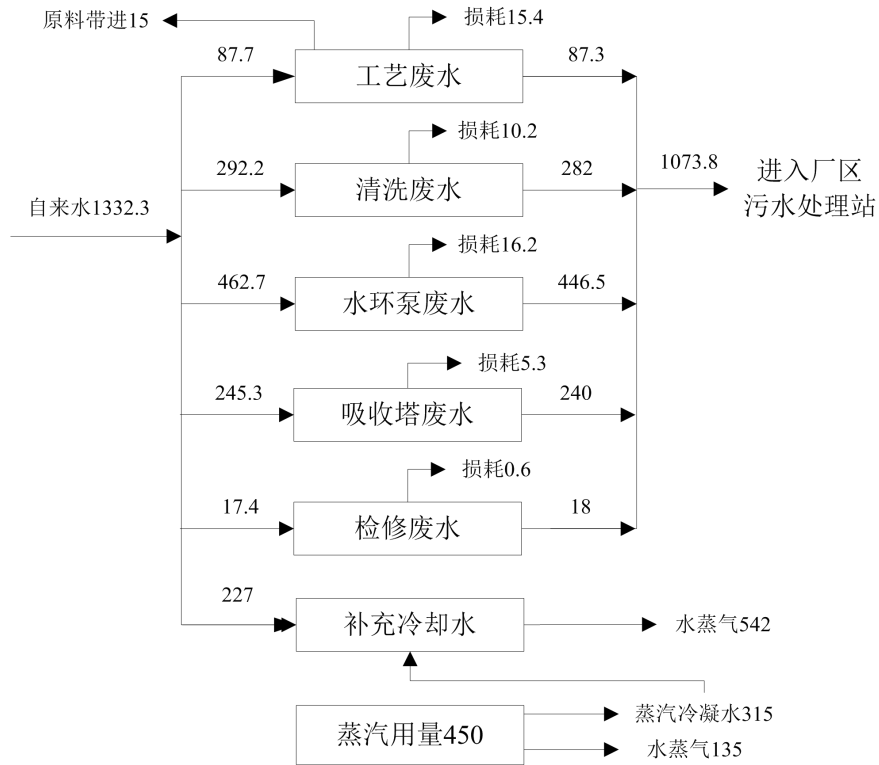 原料带进15
损耗15.4
87.7
工艺废水
87.3
损耗10.2
292.2
清洗废水
282
1073.8
进入厂区
污水处理站
自来水1332.3
损耗16.2
462.7
水环泵废水
446.5
损耗5.3
245.3
吸收塔废水
240
损耗0.6
17.4
检修废水
18
227
补充冷却水
水蒸气542
蒸汽用量450
蒸汽冷凝水315
水蒸气135